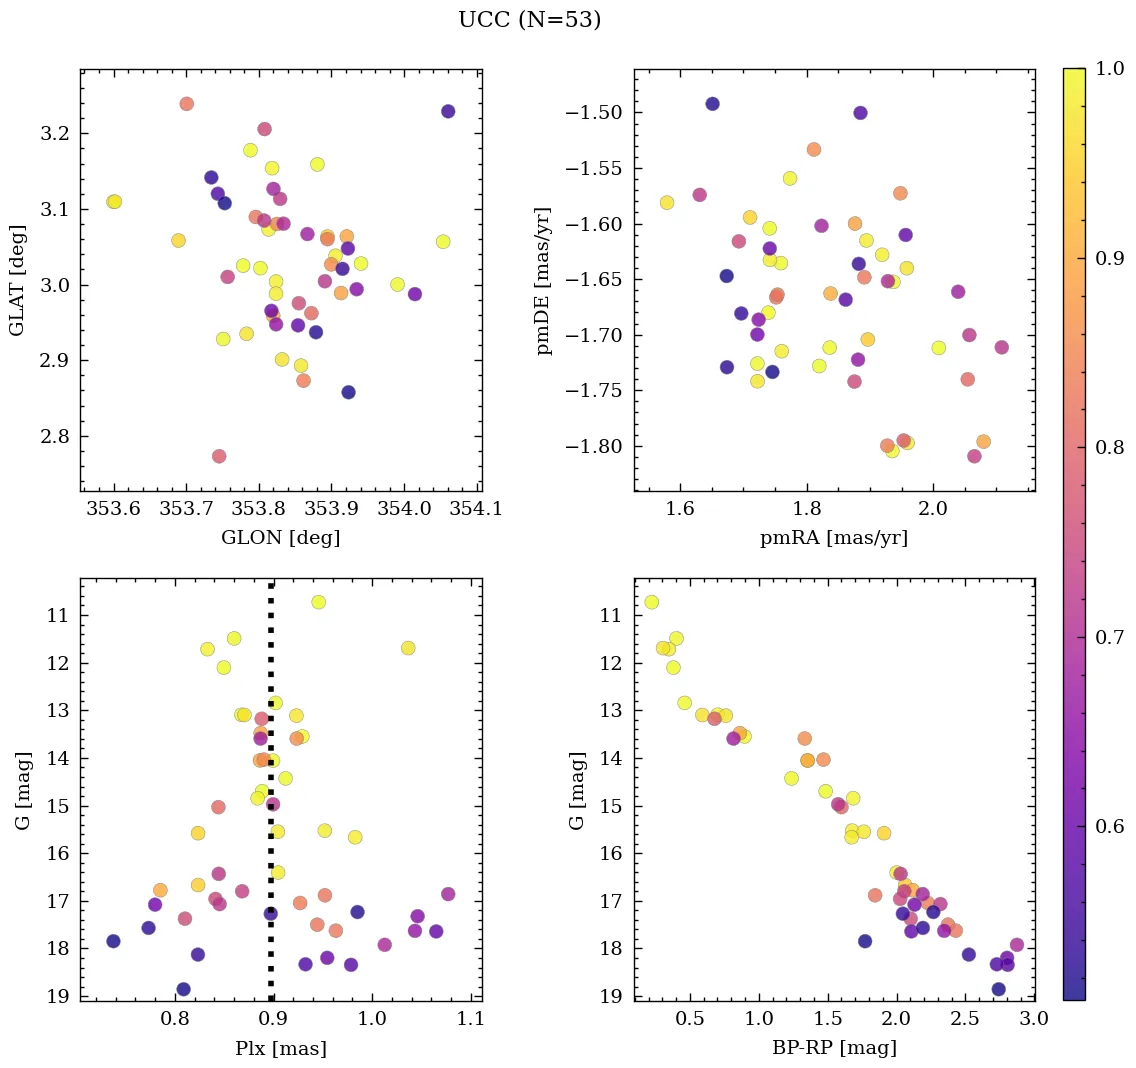 UCC (N=53)
3.2
3.1
3.0
2.9
2.8
GLAT [deg]
353.6 353.7 353.8 353.9 354.0 354.1
GLON [deg]
−1.50
−1.55
−1.60
−1.65
−1.70
−1.75
−1.80
pmDE [mas/yr]
1.6 1.8 2.0
pmRA [mas/yr]
11
12
13
14
15
16
17
18
19
G [mag]
0.8 0.9 1.0 1.1
Plx [mas]
11
12
13
14
15
16
17
18
19
G [mag]
0.5 1.0 1.5 2.0 2.5 3.0
BP-RP [mag]
1.0
0.9
0.8
0.7
0.6